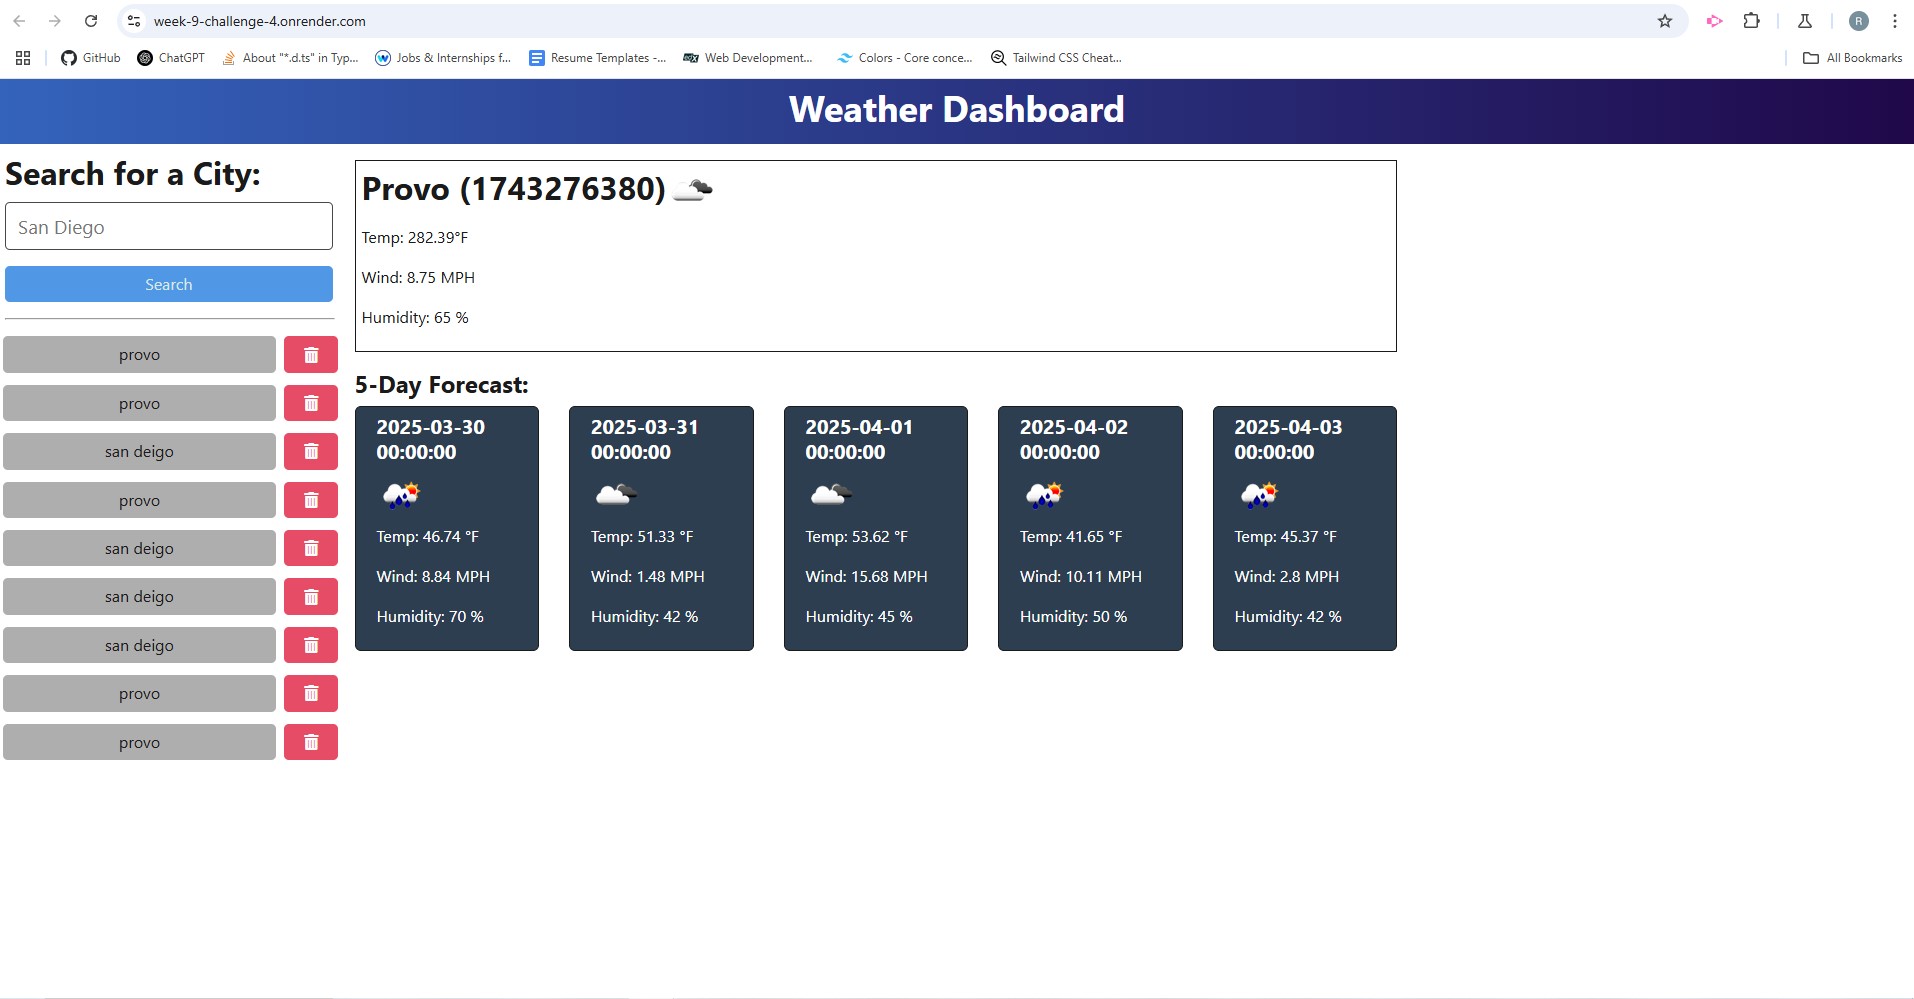 week-9-challenge-4.onrender.com
R
GitHub
ChatGPT
About "*.d.ts" in Typ...
Jobs & Internships f...
Resume Templates -...
Web Development...
Colors - Core conce...
Tailwind CSS Cheat...
All Bookmarks
Weather Dashboard
Search for a City:
San Diego
Search
provo
provo
san deigo
provo
san deigo
san deigo
san deigo
provo
provo
Provo (1743276380)
Temp: 282.39°F
Wind: 8.75 MPH
Humidity: 65 %
5-Day Forecast:
2025-03-30
00:00:00
Temp: 46.74 °F
Wind: 8.84 MPH
Humidity: 70 %
2025-03-31
00:00:00
Temp: 51.33 °F
Wind: 1.48 MPH
Humidity: 42 %
2025-04-01
00:00:00
Temp: 53.62 °F
Wind: 15.68 MPH
Humidity: 45 %
2025-04-02
00:00:00
Temp: 41.65 °F
Wind: 10.11 MPH
Humidity: 50 %
2025-04-03
00:00:00
Temp: 45.37 °F
Wind: 2.8 MPH
Humidity: 42 %